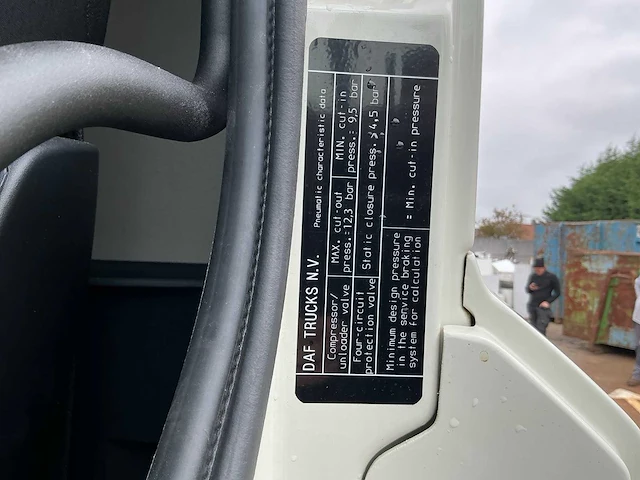 DAF TRUCKS N.V. Pneumatic characteristic data
Compressor/ MAX. cut-out MIN. cut-in
unloader valve press.: 12,3 bar press.: 9,5 bar
Four-circuit Static closure press. > 4,5 bar
protection valve
Minimum design pressure
in the service braking = Min. cut-in pressure
system for calculation